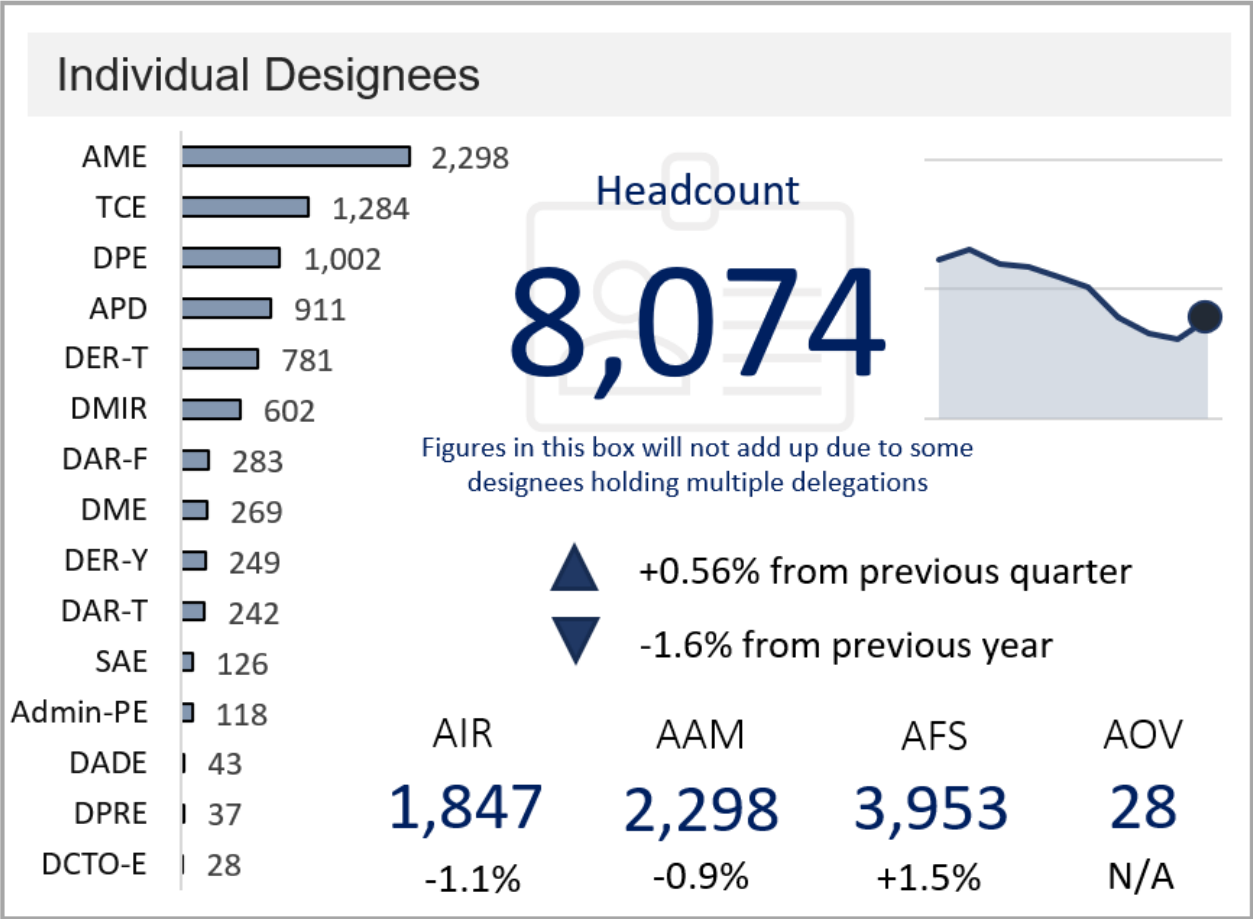 Individual Designees
AME 2,298
TCE 1,284
DPE 1,002
APD 911
DER-T 781
DMIR 602
DAR-F 283
DME 269
DER-Y 249
DAR-T 242
SAE 126
Admin-PE 118
DADE 43
DPRE 37
DCTO-E 28
Headcount
8,074
Figures in this box will not add up due to some
designees holding multiple delegations
+0.56% from previous quarter
-1.6% from previous year
AIR AAM AFS AOV
1,847 2,298 3,953 28
-1.1% -0.9% +1.5% N/A